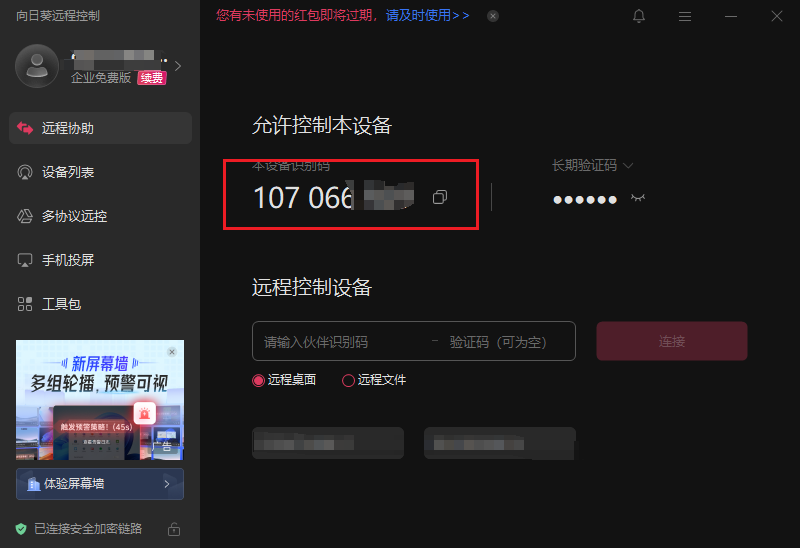 向日葵远程控制
您有未使用的红包即将过期，请及时使用>>
企业免费版 续费
远程协助
设备列表
多协议远控
手机投屏
工具包
新屏幕墙
多组轮播，预警可视
触发预警策略！(45s)
广告
体验屏幕墙
已连接安全加密链路
允许控制本设备
本设备识别码
107 066
长期验证码
●●●●●●
远程控制设备
请输入伙伴识别码 – 验证码（可为空）
连接
远程桌面 远程文件